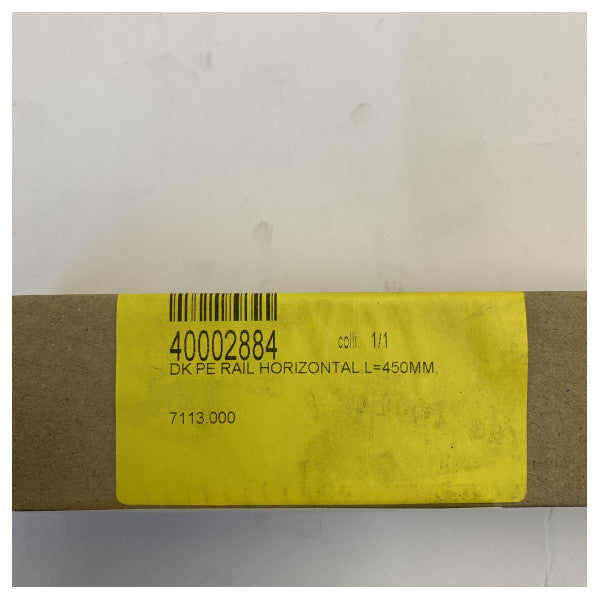 40002884 colli: 1/1
DK PE RAIL HORIZONTAL L=450MM,
7113.000